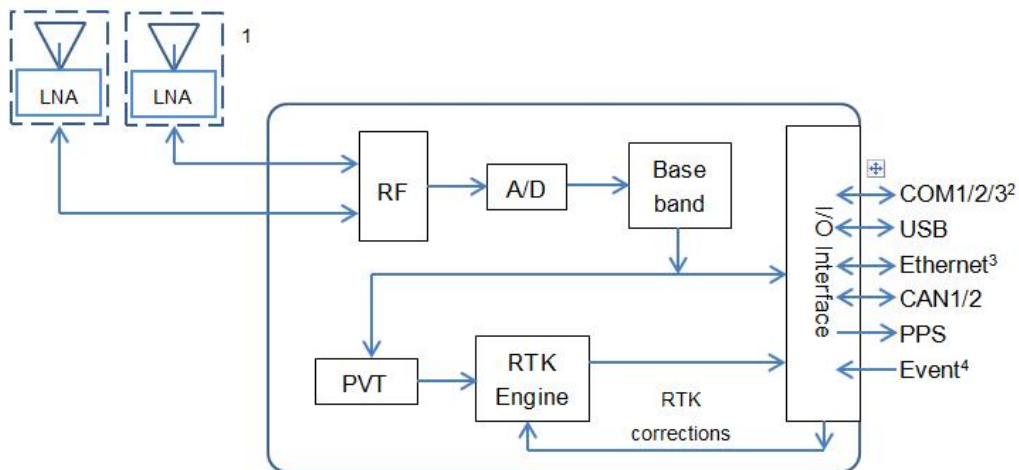 1
LNA
LNA
RF
A/D
Base
band
I/O Interface
COM1/2/3²
USB
Ethernet³
CAN1/2
PPS
Event⁴
PVT
RTK
Engine
RTK
corrections